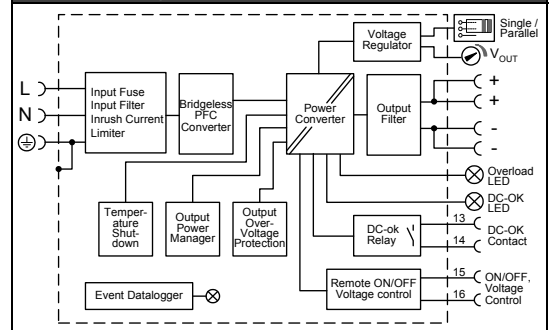 Single /
Parallel
Voltage
Regulator
VOUT
L
N
Input Fuse
Input Filter
Inrush Current
Limiter
Bridgeless
PFC
Converter
Power
Converter
Output
Filter
+
+
-
-
Overload
LED
DC-OK
LED
Temper-
ature
Shut-
down
Output
Power
Manager
Output
Over-
Voltage
Protection
DC-ok
Relay
13
14
DC-OK
Contact
Event Datalogger
Remote ON/OFF
Voltage control
15
16
ON/OFF,
Voltage
Control